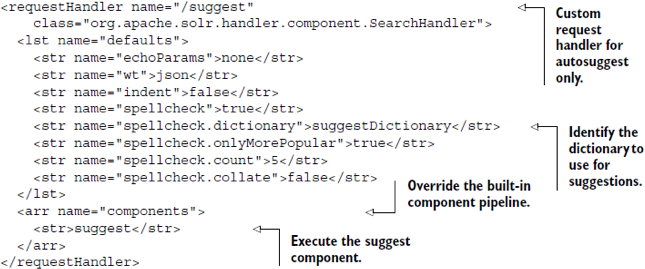 <requestHandler name="/suggest"
class="org.apache.solr.handler.component.SearchHandler">
<lst name="defaults">
<str name="echoParams">none</str>
<str name="wt">json</str>
<str name="indent">false</str>
<str name="spellcheck">true</str>
<str name="spellcheck.dictionary">suggestDictionary</str>
<str name="spellcheck.onlyMorePopular">true</str>
<str name="spellcheck.count">5</str>
<str name="spellcheck.collate">false</str>
</lst>
<arr name="components">
<str>suggest</str>
</arr>
</requestHandler>
Custom
request
handler for
autosuggest
only.
Identify the
dictionary to
use for
suggestions.
Override the built-in
component pipeline.
Execute the suggest
component.